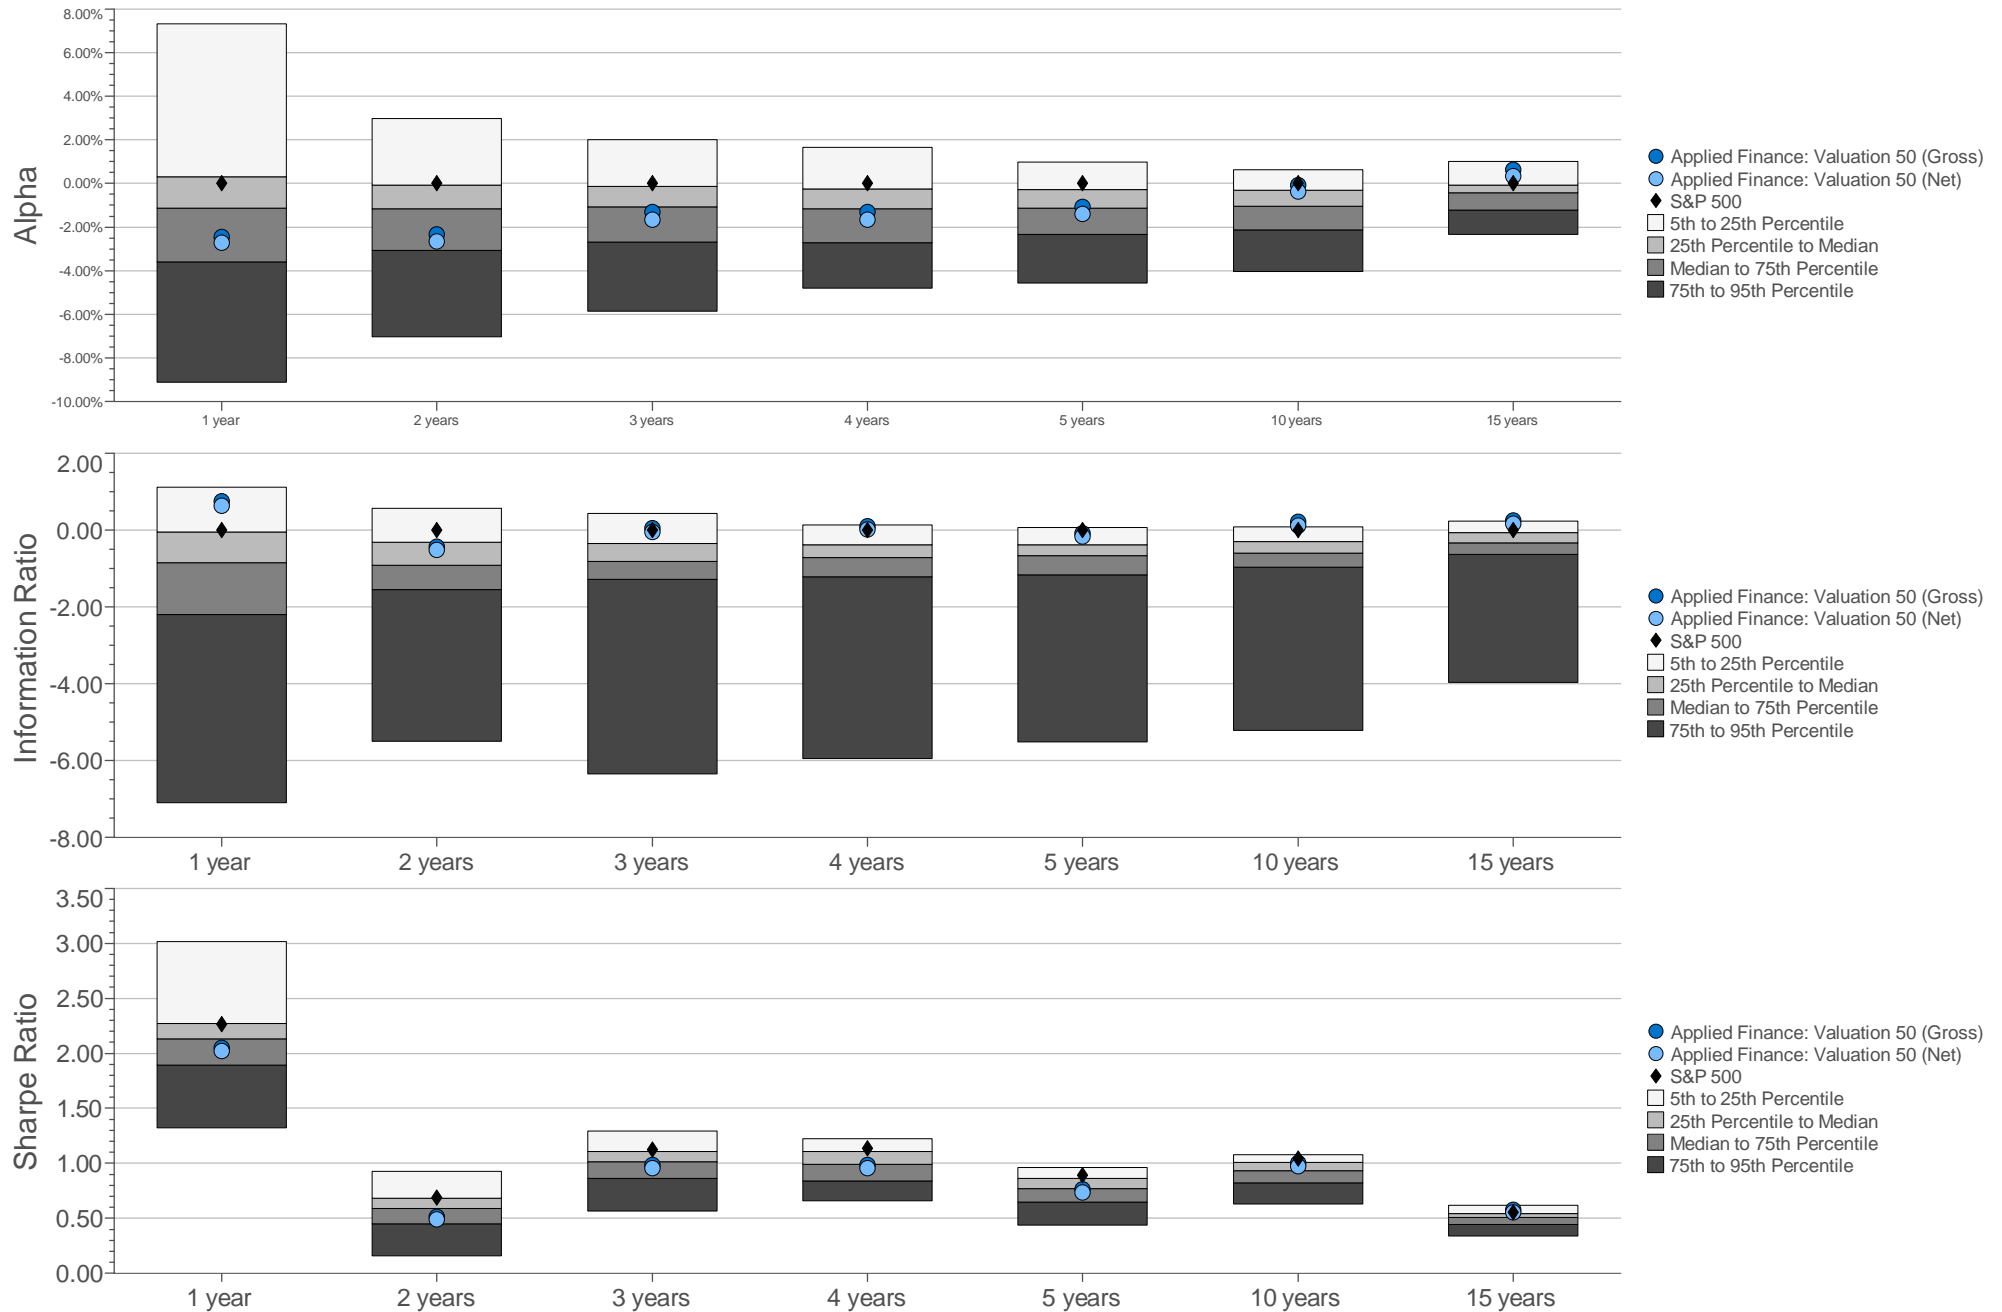 Alpha
8.00%
6.00%
4.00%
2.00%
0.00%
-2.00%
-4.00%
-6.00%
-8.00%
-10.00%
1 year
2 years
3 years
4 years
5 years
10 years
15 years
Applied Finance: Valuation 50 (Gross)
Applied Finance: Valuation 50 (Net)
S&P 500
5th to 25th Percentile
25th Percentile to Median
Median to 75th Percentile
75th to 95th Percentile
Information Ratio
2.00
0.00
-2.00
-4.00
-6.00
-8.00
1 year
2 years
3 years
4 years
5 years
10 years
15 years
Applied Finance: Valuation 50 (Gross)
Applied Finance: Valuation 50 (Net)
S&P 500
5th to 25th Percentile
25th Percentile to Median
Median to 75th Percentile
75th to 95th Percentile
Sharpe Ratio
3.50
3.00
2.50
2.00
1.50
1.00
0.50
0.00
1 year
2 years
3 years
4 years
5 years
10 years
15 years
Applied Finance: Valuation 50 (Gross)
Applied Finance: Valuation 50 (Net)
S&P 500
5th to 25th Percentile
25th Percentile to Median
Median to 75th Percentile
75th to 95th Percentile